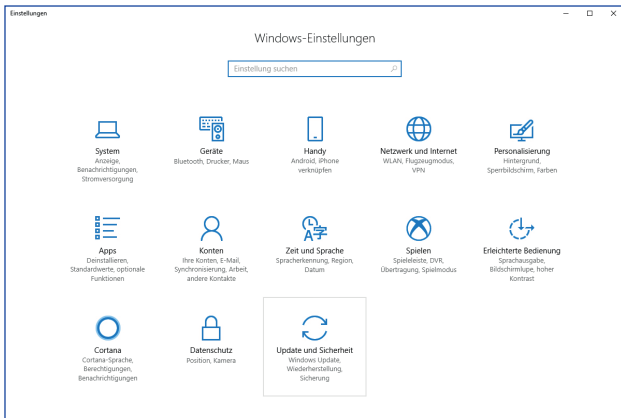 Einstellungen
Windows-Einstellungen
Einstellung suchen
System
Anzeige,
Benachrichtigungen,
Stromversorgung
Geräte
Bluetooth, Drucker, Maus
Handy
Android, iPhone
verknüpfen
Netzwerk und Internet
WLAN, Flugzeugmodus,
VPN
Personalisierung
Hintergrund,
Sperrbildschirm, Farben
Apps
Deinstallieren,
Standardwerte, optionale
Funktionen
Konten
Ihre Konten, E-Mail,
Synchronisierung, Arbeit,
andere Kontakte
Zeit und Sprache
Spracherkennung, Region,
Datum
Spielen
Spieleleiste, DVR,
Übertragung, Spielmodus
Erleichterte Bedienung
Sprachausgabe,
Bildschirmlupe, hoher
Kontrast
Cortana
Cortana-Sprache,
Berechtigungen,
Benachrichtigungen
Datenschutz
Position, Kamera
Update und Sicherheit
Windows Update,
Wiederherstellung,
Sicherung